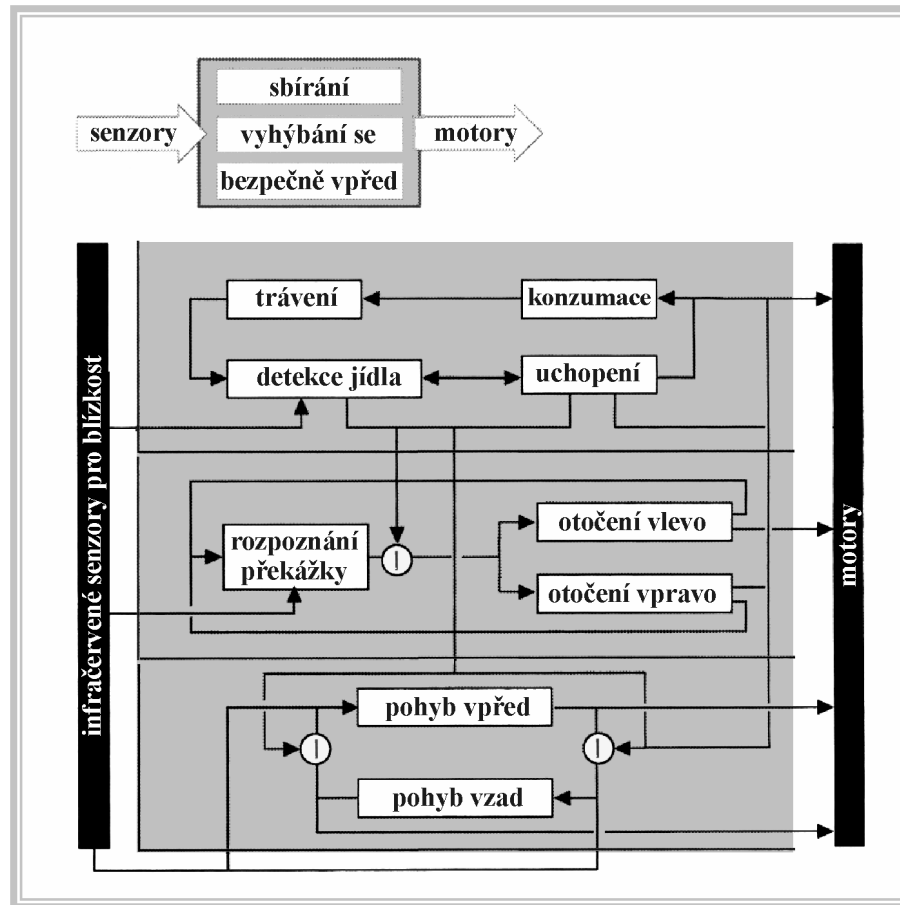 sbírání
senzory
vyhýbání se
motory
bezpečně vpřed
infračervené senzory pro blízkost
trávení
konzumace
detekce jídla
uchopení
rozpoznání
překážky
otočení vlevo
otočení vpravo
pohyb vpřed
pohyb vzad
motory